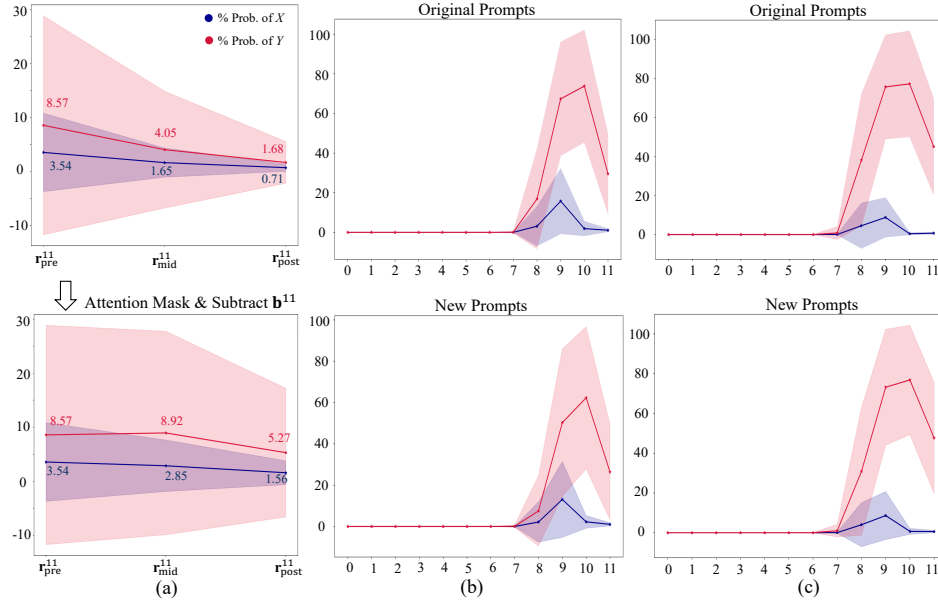 30
20
10
0
-10
% Prob. of X
% Prob. of Y
8.57
4.05
1.68
3.54
1.65
0.71
r^11_pre
r^11_mid
r^11_post
Attention Mask & Subtract b^11
30
20
10
0
-10
8.57
8.92
5.27
3.54
2.85
1.56
r^11_pre
r^11_mid
r^11_post
(a)
Original Prompts
100
80
60
40
20
0
0 1 2 3 4 5 6 7 8 9 10 11
New Prompts
100
80
60
40
20
0
0 1 2 3 4 5 6 7 8 9 10 11
(b)
Original Prompts
100
80
60
40
20
0
0 1 2 3 4 5 6 7 8 9 10 11
New Prompts
100
80
60
40
20
0
0 1 2 3 4 5 6 7 8 9 10 11
(c)